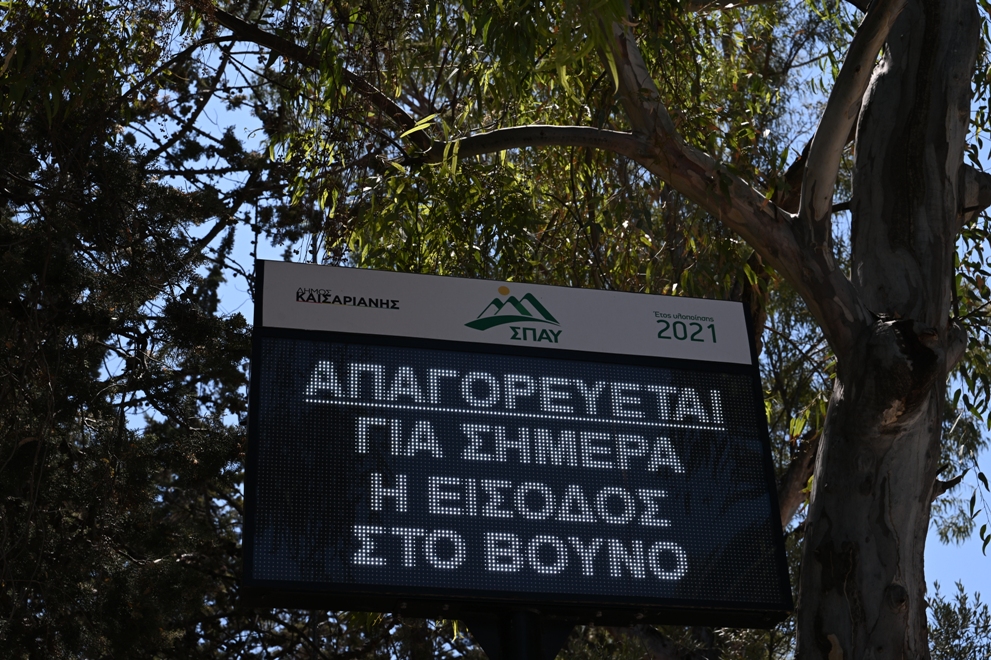 ΔΗΜΟΣ
ΚΑΙΣΑΡΙΑΝΗΣ
ΣΠΑΥ
Έτος υλοποίησης
2021
ΑΠΑΓΟΡΕΥΕΤΑΙ
ΓΙΑ ΣΗΜΕΡΑ
Η ΕΙΣΟΔΟΣ
ΣΤΟ ΒΟΥΝΟ